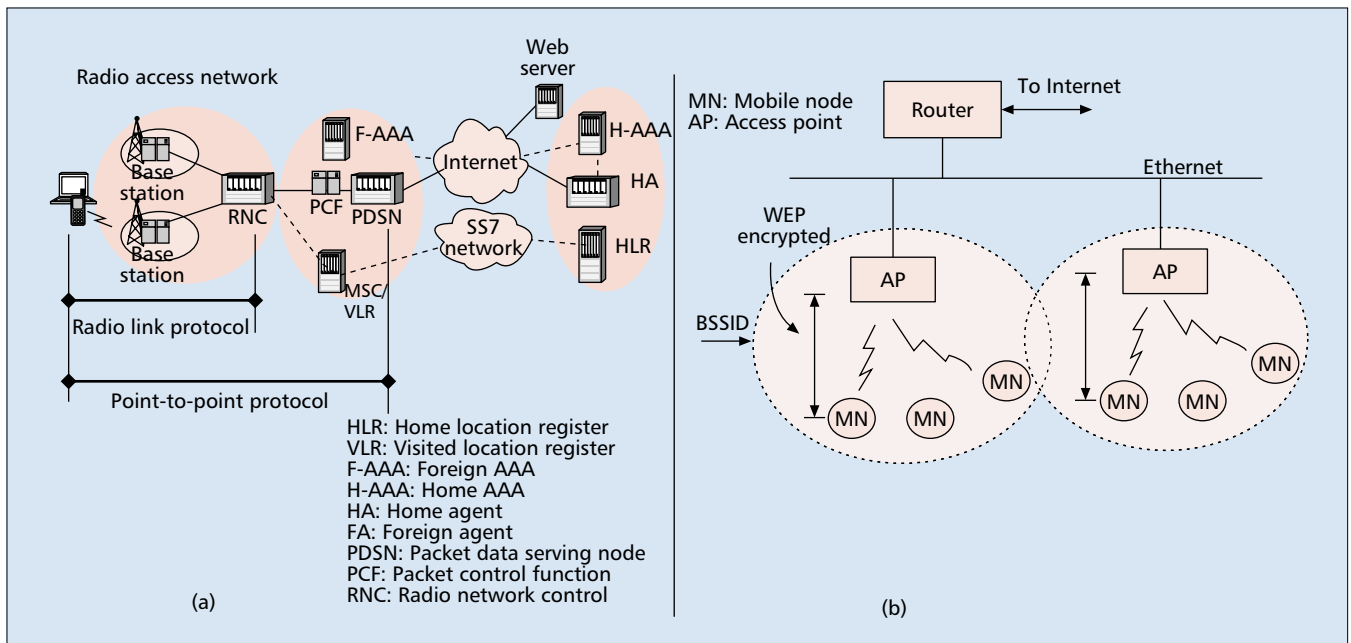 Radio access network
Base
station
Base
station
RNC
F-AAA
PCF
PDSN
MSC/
VLR
Internet
SS7
network
Web
server
H-AAA
HA
HLR
Radio link protocol
Point-to-point protocol
HLR: Home location register
VLR: Visited location register
F-AAA: Foreign AAA
H-AAA: Home AAA
HA: Home agent
FA: Foreign agent
PDSN: Packet data serving node
PCF: Packet control function
RNC: Radio network control
(a)
MN: Mobile node
AP: Access point
Router
To Internet
Ethernet
WEP
encrypted
BSSID
AP
MN
MN
MN
AP
MN
MN
MN
(b)